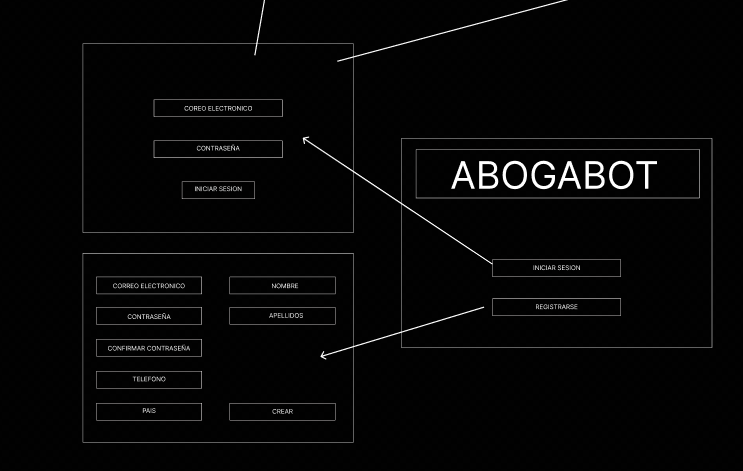 COREO ELECTRONICO
CONTRASEÑA
INICIAR SESION
ABOGABOT
INICIAR SESION
REGISTRARSE
CORREO ELECTRONICO
NOMBRE
CONTRASEÑA
APELLIDOS
CONFIRMAR CONTRASEÑA
TELEFONO
PAIS
CREAR